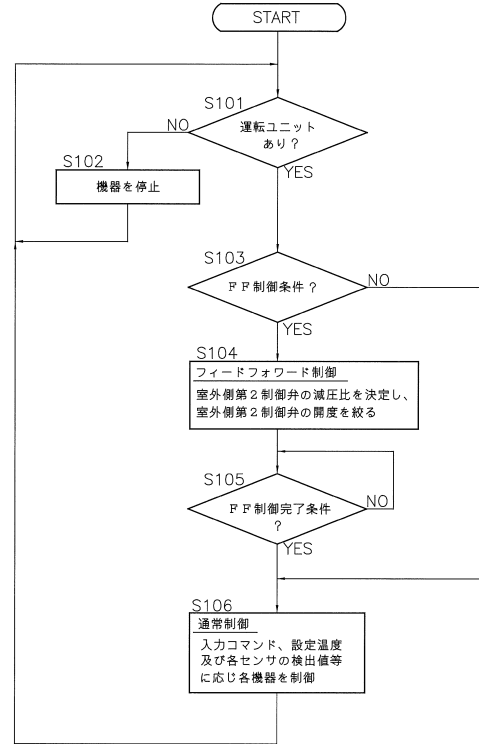 START
S101
運転ユニット
あり？
NO
YES
S102
機器を停止
S103
ＦＦ制御条件？
NO
YES
S104
フィードフォワード制御
室外側第２制御弁の減圧比を決定し、
室外側第２制御弁の開度を絞る
S105
ＦＦ制御完了条件
？
NO
YES
S106
通常制御
入力コマンド、設定温度
及び各センサの検出値等
に応じ各機器を制御